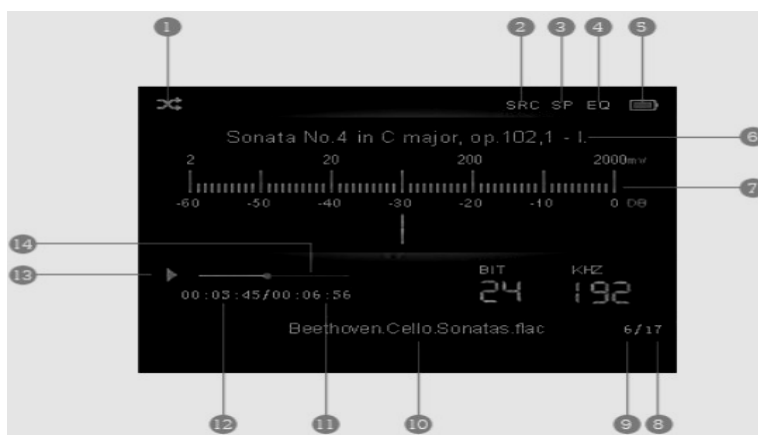 1 2 3 4 5
SRC SP EQ
Sonata No.4 in C major, op.102,1 - I. 6
2 20 200 2000mv
7
-60 -50 -40 -30 -20 -10 0 DB
14
13
BIT KHZ
24 192
00:03:45/00:06:56
Beethoven.Cello.Sonatas.flac 6/17
12 11 10 9 8